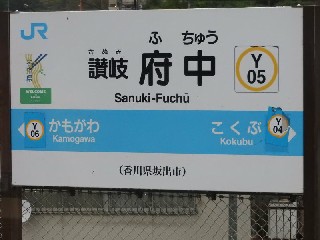 JR
さぬき ふちゅう
讃岐 府中
Sanuki-Fuchū
Y
05
Y
06
かもがわ
Kamogawa
こくぶ
Kokubu
Y
04
(香川県坂出市)